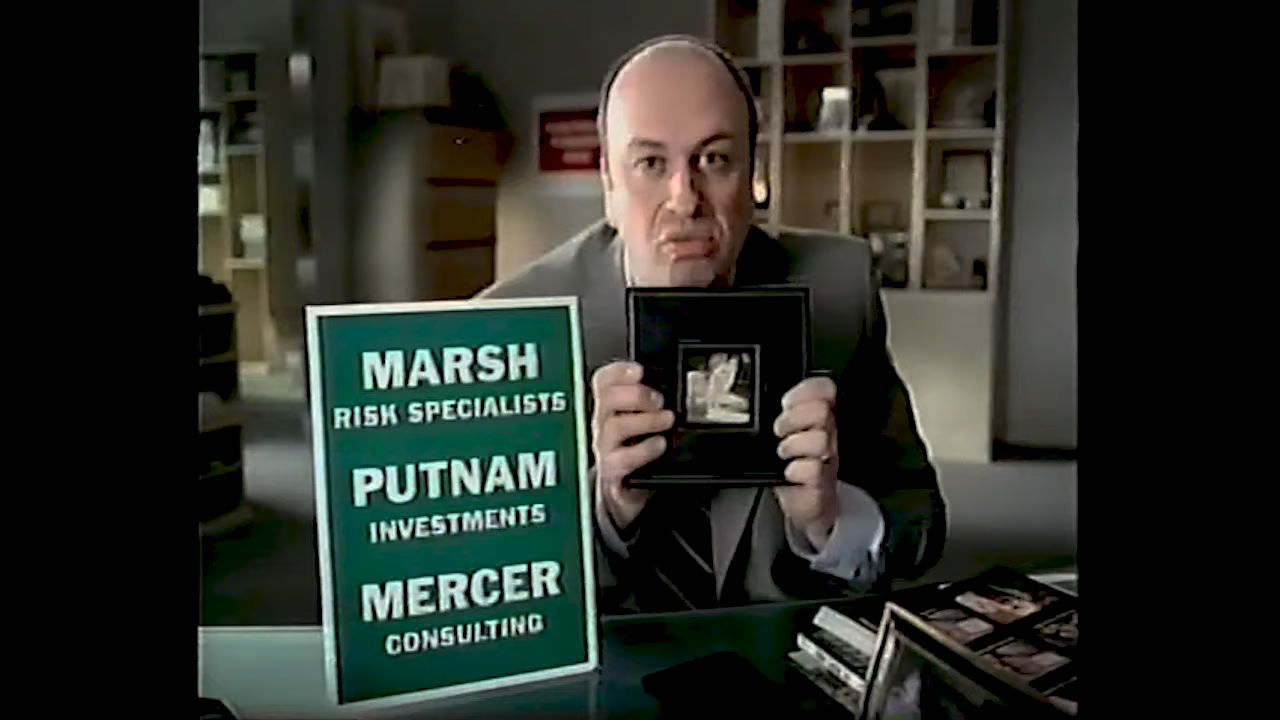 MARSH
RISK SPECIALISTS
PUTNAM
INVESTMENTS
MERCER
CONSULTING